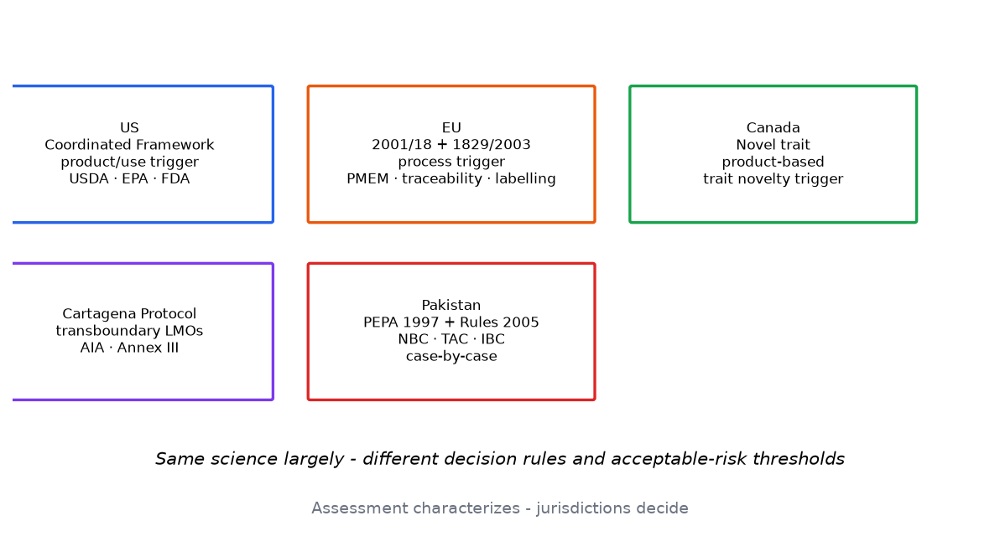 US
Coordinated Framework
product/use trigger
USDA · EPA · FDA
EU
2001/18 + 1829/2003
process trigger
PMEM · traceability · labelling
Canada
Novel trait
product-based
trait novelty trigger
Cartagena Protocol
transboundary LMOs
AIA · Annex III
Pakistan
PEPA 1997 + Rules 2005
NBC · TAC · IBC
case-by-case
Same science largely - different decision rules and acceptable-risk thresholds
Assessment characterizes - jurisdictions decide